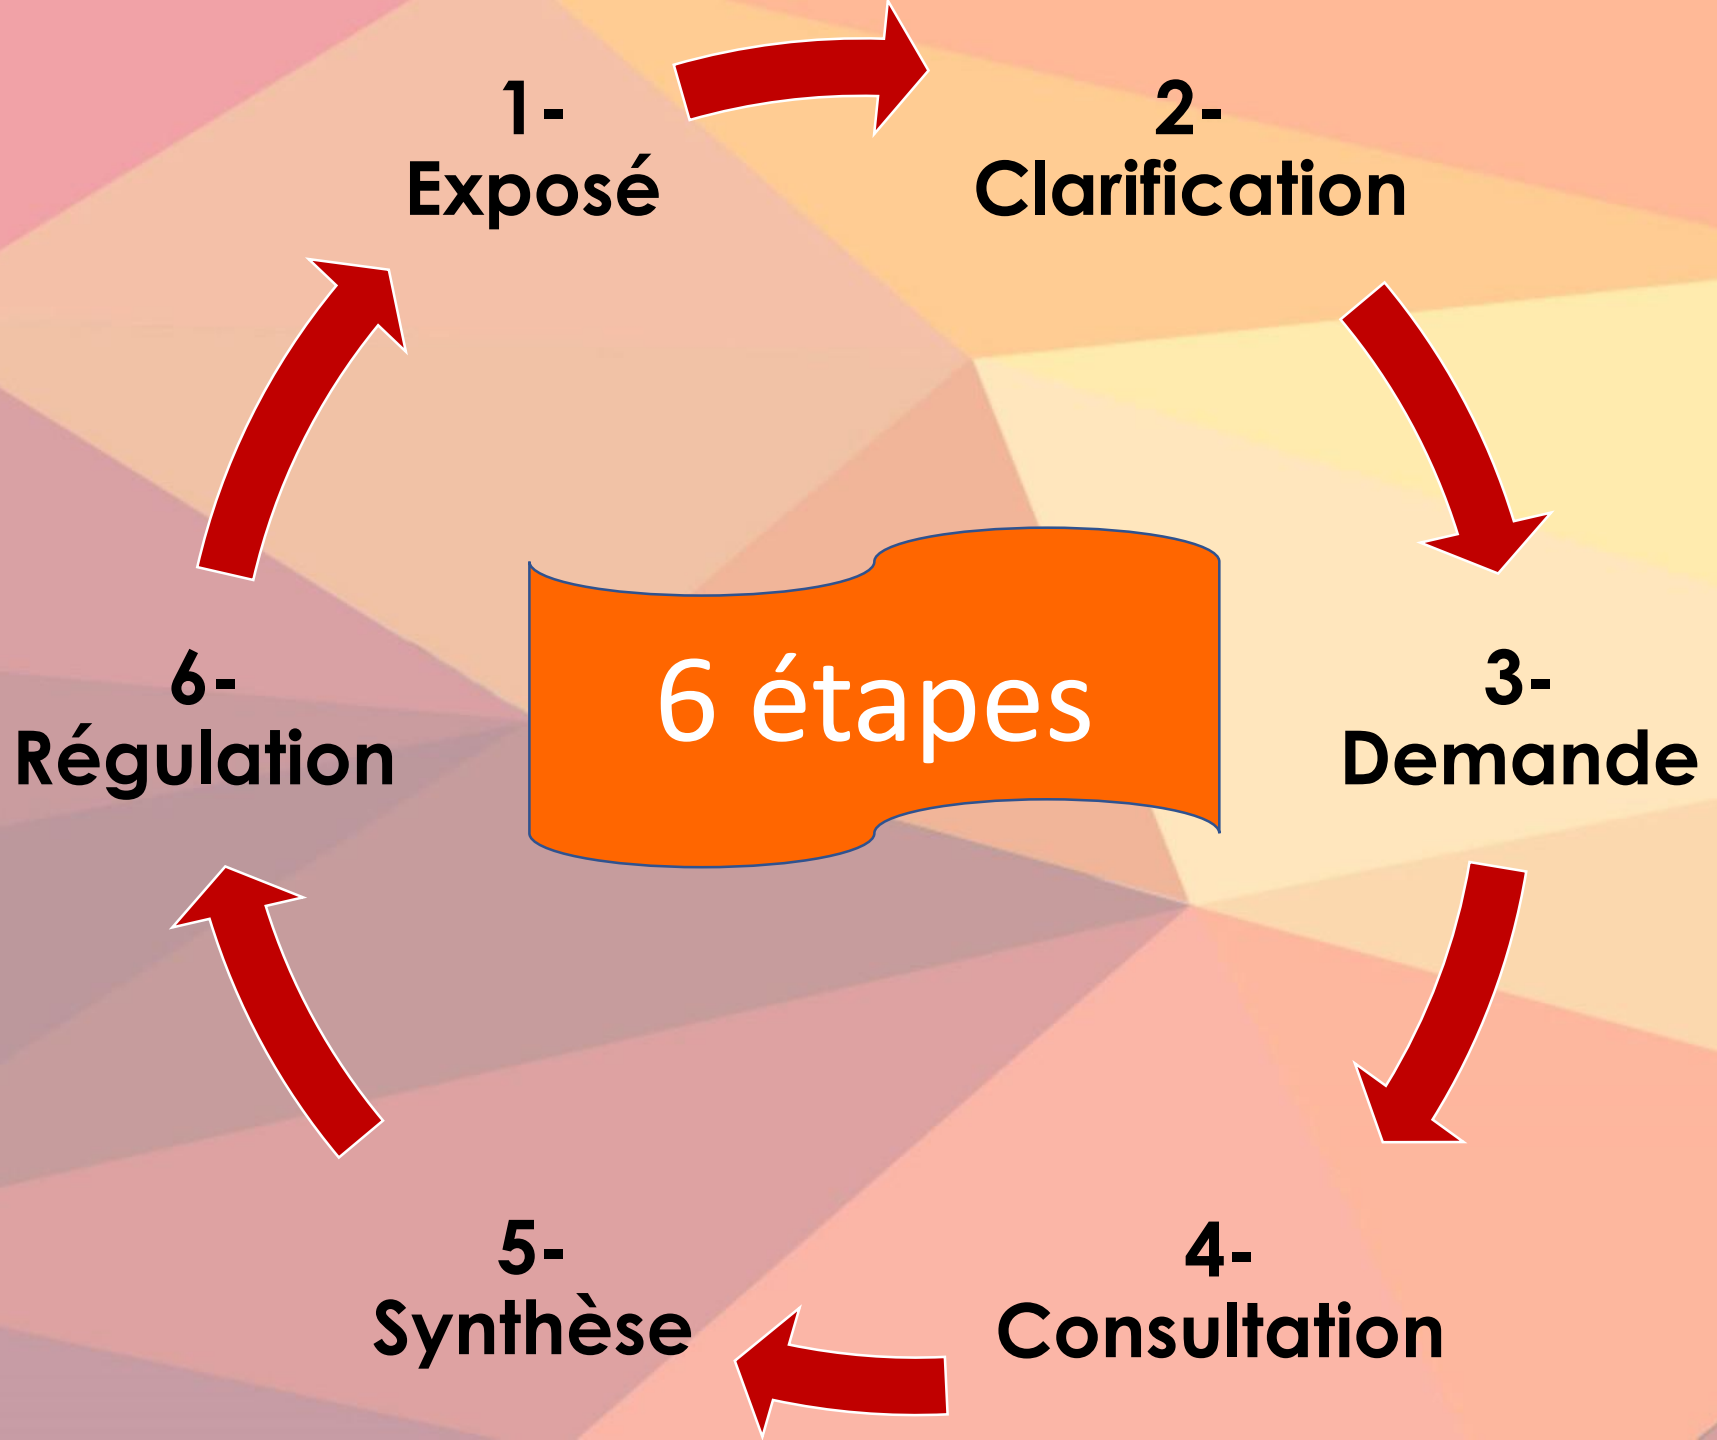 1-
Exposé
2-
Clarification
3-
Demande
4-
Consultation
5-
Synthèse
6-
Régulation
6 étapes